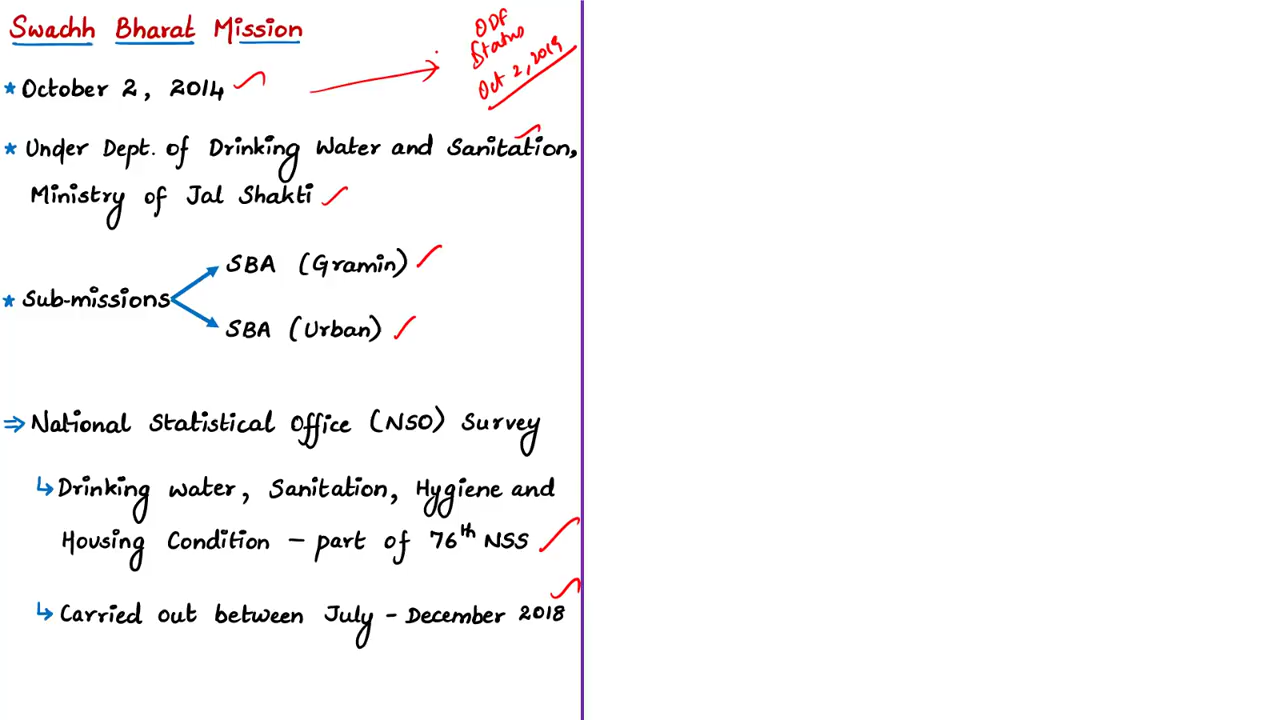 Swachh Bharat Mission
* October 2, 2014
ODF
Status
Oct 2, 2019
* Under Dept. of Drinking Water and Sanitation,
Ministry of Jal Shakti
* Sub-missions
SBA (Gramin)
SBA (Urban)
⇒ National Statistical Office (NSO) Survey
↳ Drinking water, Sanitation, Hygiene and
Housing Condition - part of 76th NSS
↳ Carried out between July - December 2018